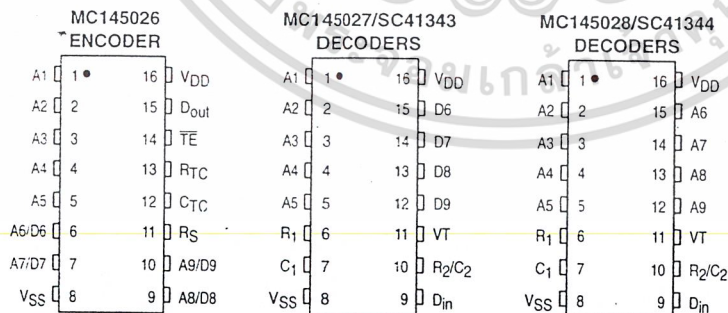 MC145026
ENCODER
A1 1 16 VDD
A2 2 15 Dout
A3 3 14 TE
A4 4 13 RTC
A5 5 12 CTC
A6/D6 6 11 RS
A7/D7 7 10 A9/D9
VSS 8 9 A8/D8
MC145027/SC41343
DECODERS
A1 1 16 VDD
A2 2 15 D6
A3 3 14 D7
A4 4 13 D8
A5 5 12 D9
R1 6 11 VT
C1 7 10 R2/C2
VSS 8 9 Din
MC145028/SC41344
DECODERS
A1 1 16 VDD
A2 2 15 A6
A3 3 14 A7
A4 4 13 A8
A5 5 12 A9
R1 6 11 VT
C1 7 10 R2/C2
VSS 8 9 Din